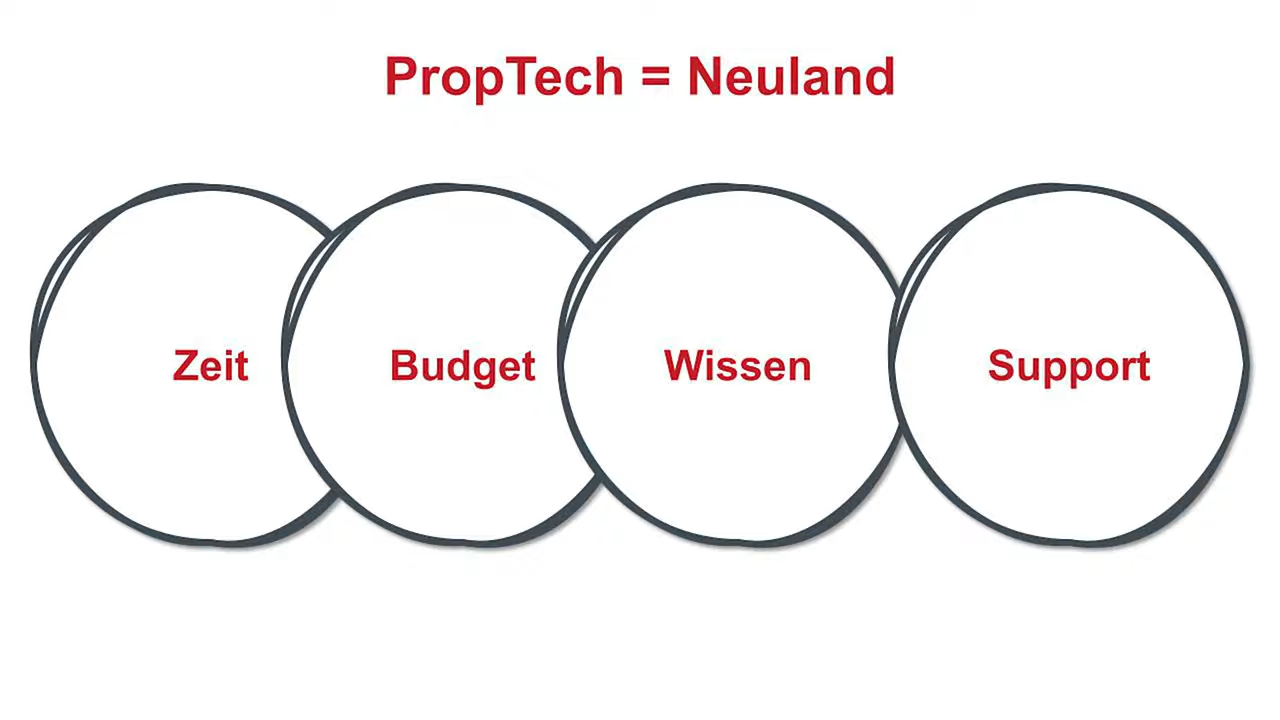 PropTech = Neuland
Zeit
Budget
Wissen
Support